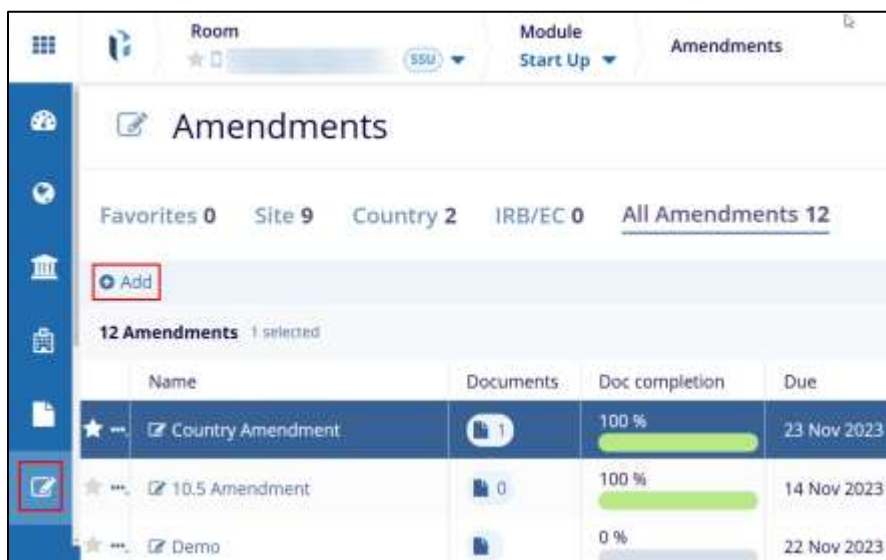 Room
Module
SSU
Start Up
Amendments
Amendments
Favorites 0 Site 9 Country 2 IRB/EC 0 All Amendments 12
Add
12 Amendments 1 selected
Name Documents Doc completion Due
Country Amendment 1 100 % 23 Nov 2023
10.5 Amendment 0 100 % 14 Nov 2023
Demo 0 % 22 Nov 2023